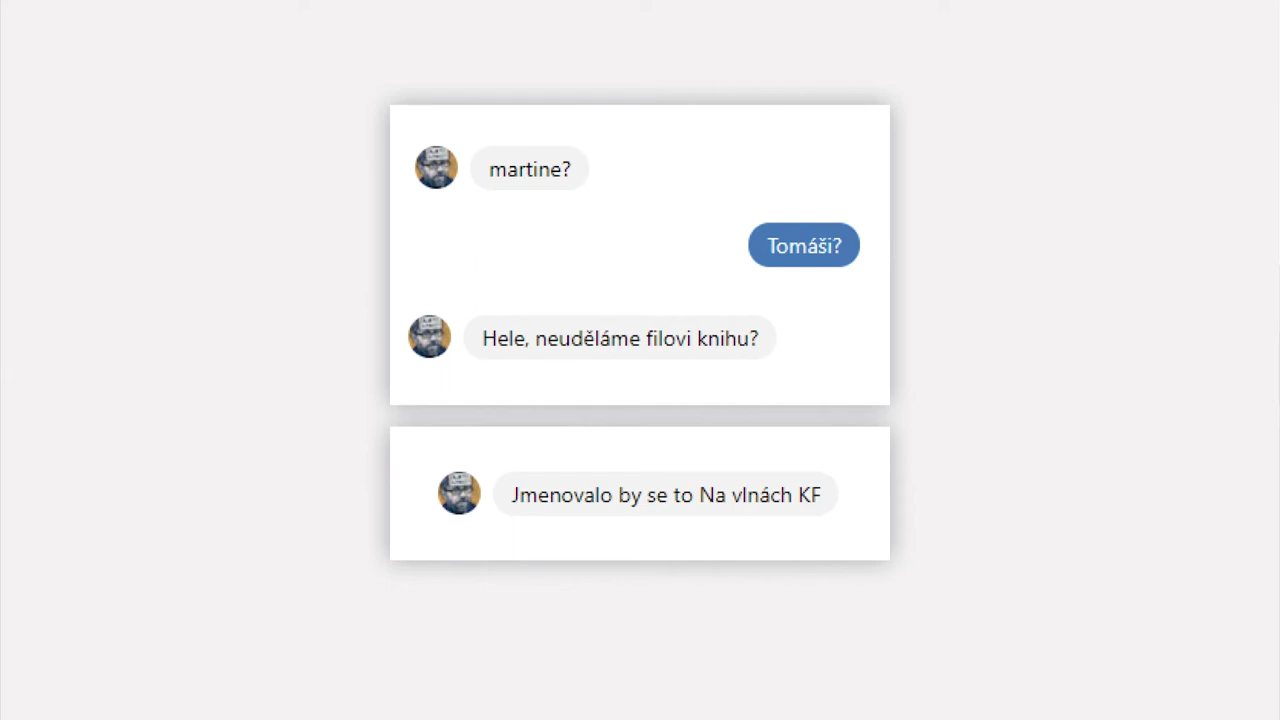 martine?
Tomáši?
Hele, neuděláme filovi knihu?
Jmenovalo by se to Na vlnách KF